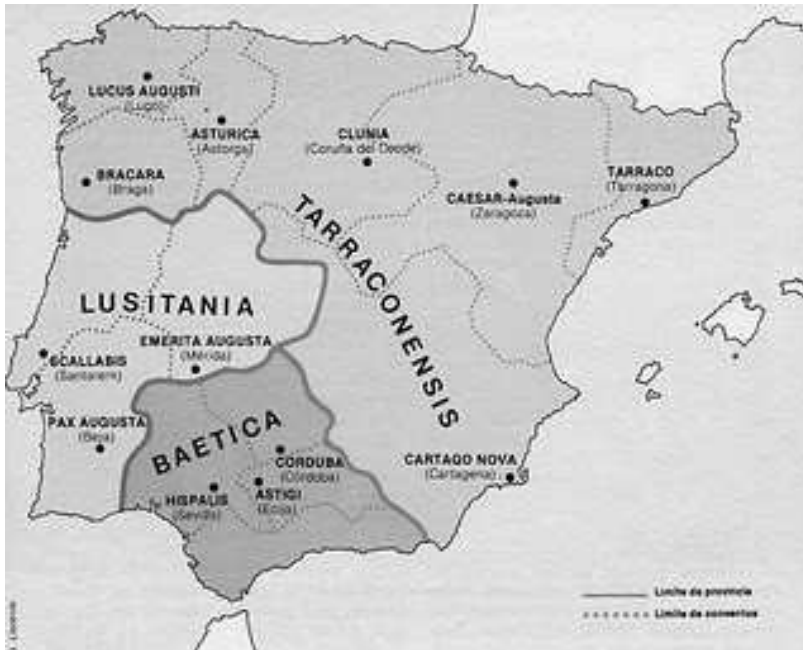 LUCUS AUGUSTI
(Lugo)
ASTURICA
(Astorga)
CLUNIA
(Coruña del Conde)
BRACARA
(Braga)
CAESAR-Augusta
(Zaragoza)
TARRACO
(Tarragona)
TARRACONENSIS
LUSITANIA
EMERITA AUGUSTA
(Mérida)
SCALLABIS
(Santarem)
PAX AUGUSTA
(Beja)
BAETICA
CORDUBA
(Córdoba)
HISPALIS
(Sevilla)
ASTIGI
(Ecija)
CARTAGO NOVA
(Cartagena)
Limite de provincia
Limite de conventos